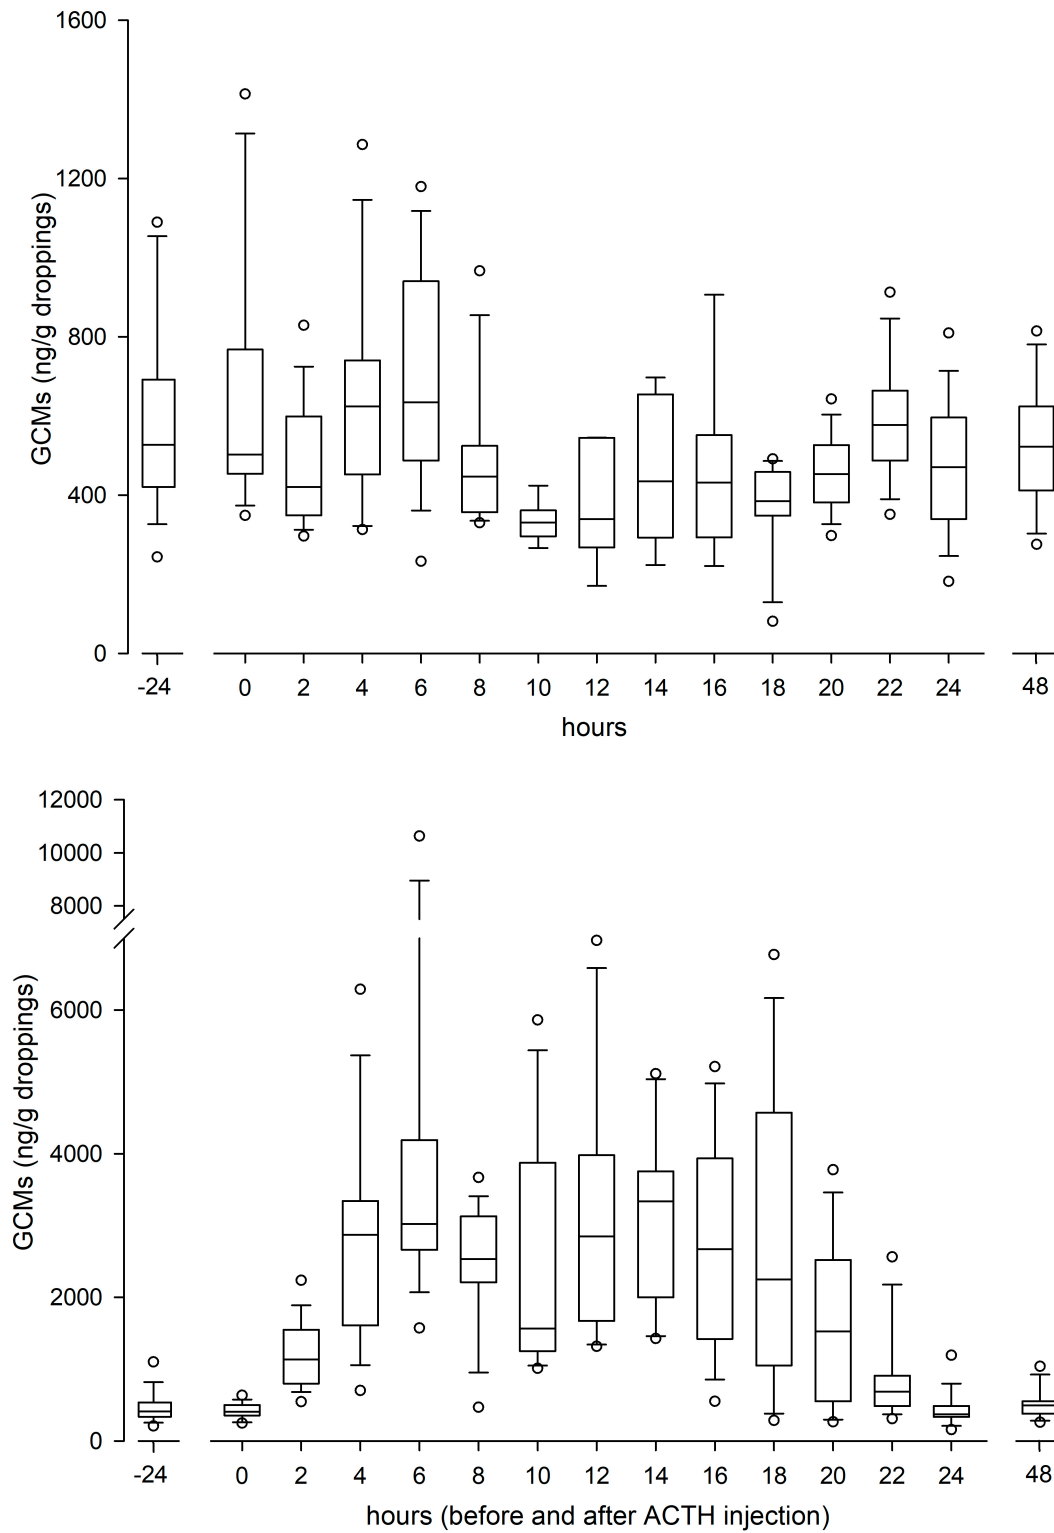 1600
1200
800
400
0
GCMs (ng/g droppings)
-24 0 2 4 6 8 10 12 14 16 18 20 22 24 48
hours
12000
10000
8000
6000
4000
2000
0
GCMs (ng/g droppings)
-24 0 2 4 6 8 10 12 14 16 18 20 22 24 48
hours (before and after ACTH injection)